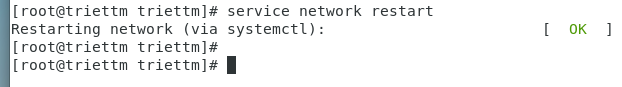 [root@triettm triettm]# service network restart
Restarting network (via systemctl):                        [  OK  ]
[root@triettm triettm]#
[root@triettm triettm]#